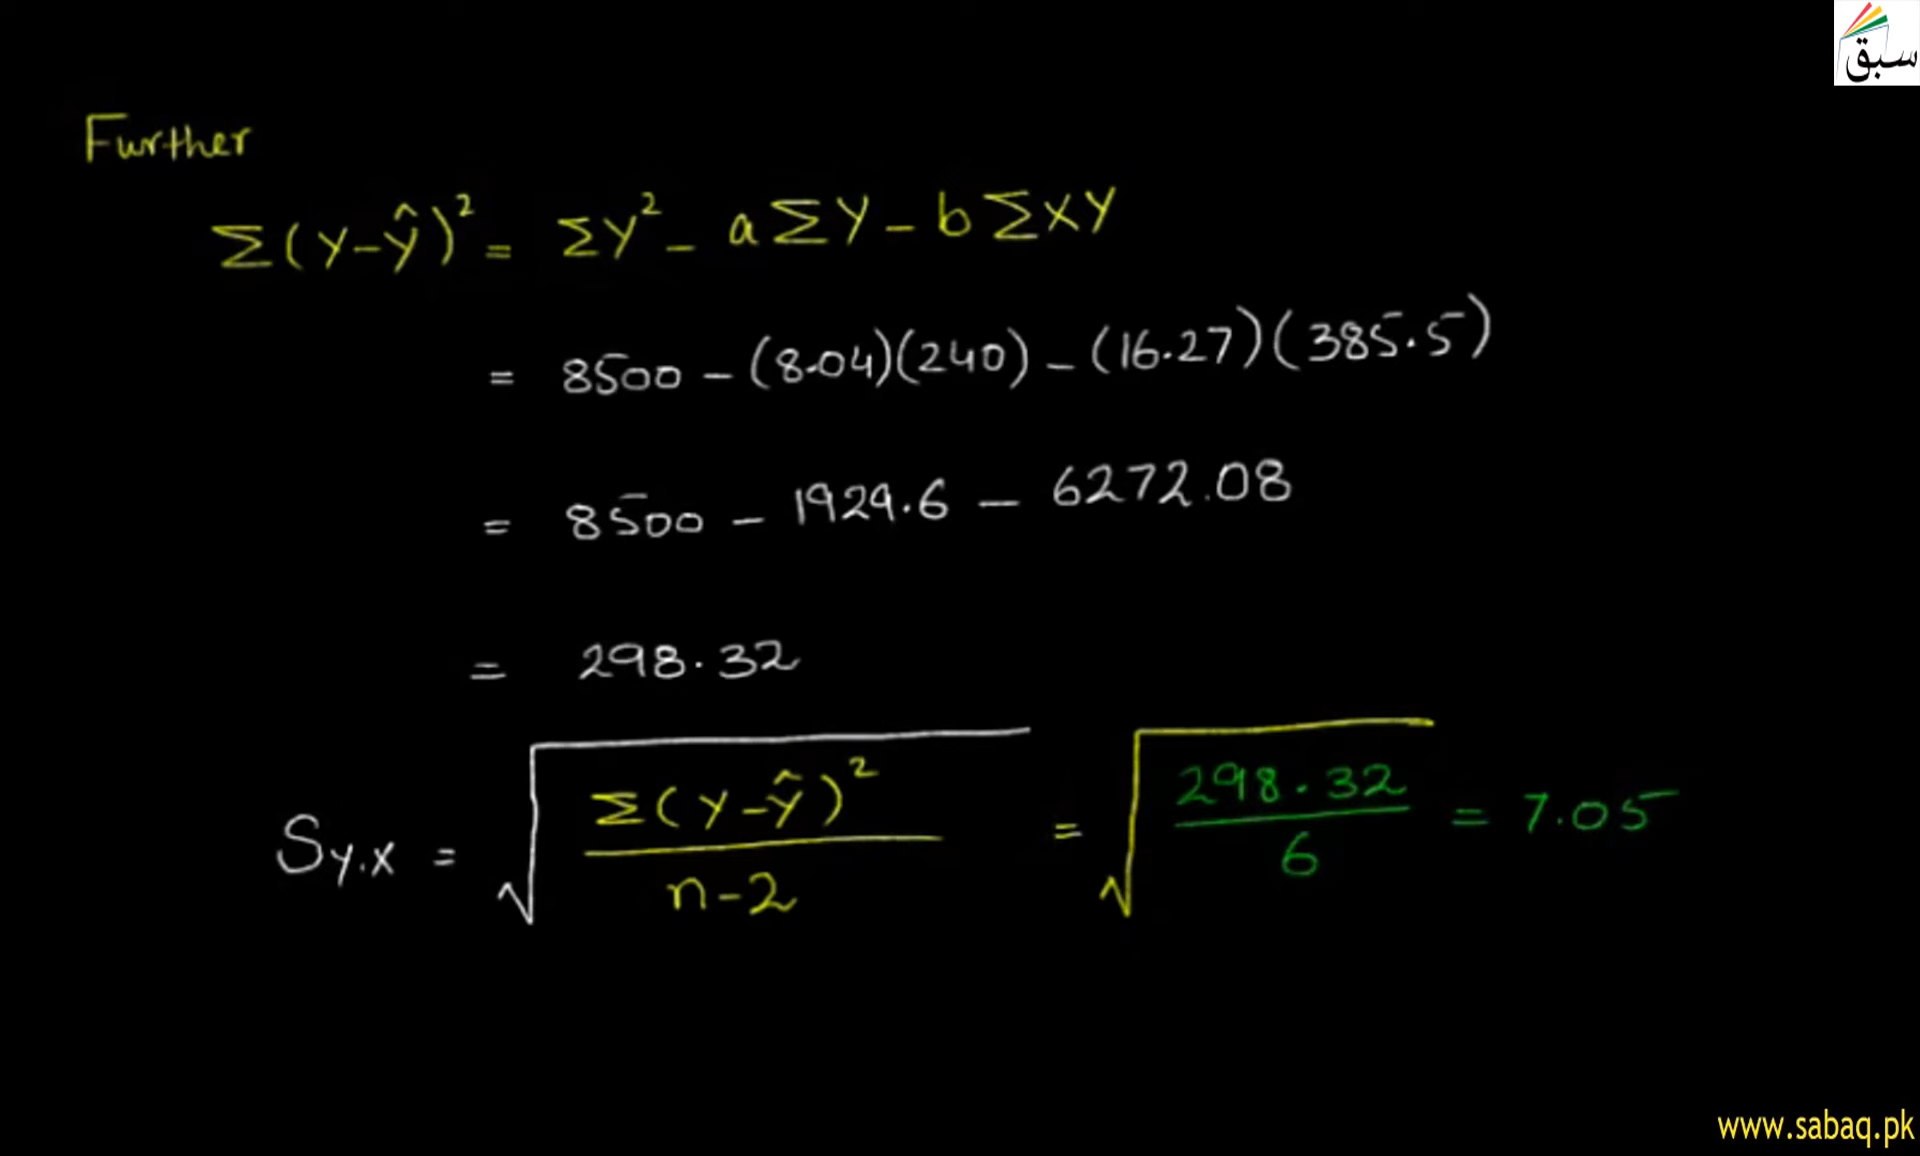 سبق
Further
Σ(Y-Ŷ)² = ΣY² - aΣY - bΣXY
= 8500 - (8.04)(240) - (16.27)(385.5)
= 8500 - 1929.6 - 6272.08
= 298.32
Sy.x = √(Σ(Y-Ŷ)² / n-2) = √(298.32 / 6) = 7.05
www.sabaq.pk